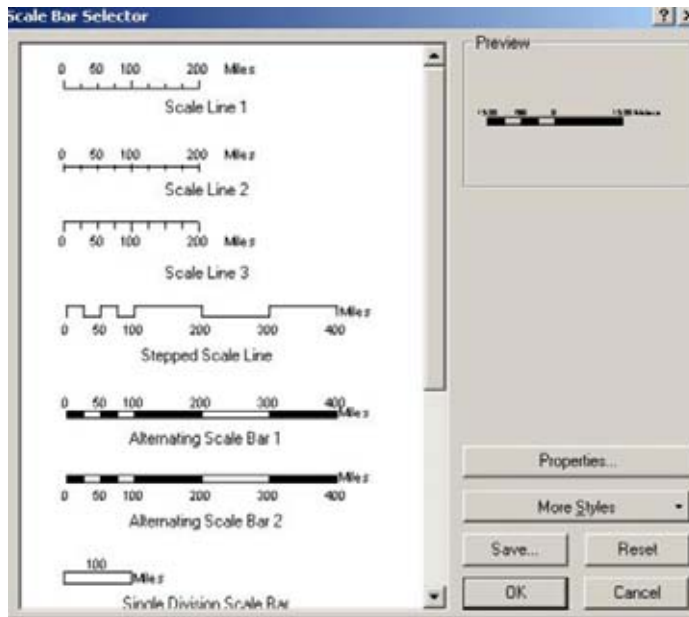 Scale Bar Selector
0 50 100 200 Miles
Scale Line 1
0 50 100 200 Miles
Scale Line 2
0 50 100 200 Miles
Scale Line 3
Miles
0 50 100 200 300 400
Stepped Scale Line
0 50 100 200 300 400
Miles
Alternating Scale Bar 1
Miles
0 50 100 200 300 400
Alternating Scale Bar 2
100
Miles
Single Division Scale Bar
Preview
Properties...
More Styles
Save...
Reset
OK
Cancel